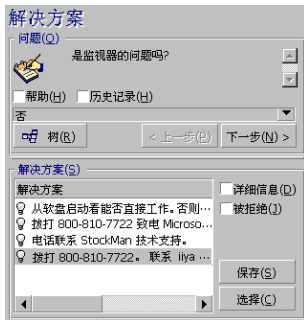 解决方案
问题(Q)
是监视器的问题吗?
帮助(H) 历史记录(H)
否
树(R) < 上一步(P) 下一步(N) >
解决方案(S)
解决方案
从软盘启动看能否直接工作。否则···
拨打 800-810-7722 致电 Microso···
电话联系 StockMan 技术支持。
拨打 800-810-7722。 联系 iiya ···
详细信息(D)
被拒绝(J)
保存(S)
选择(C)